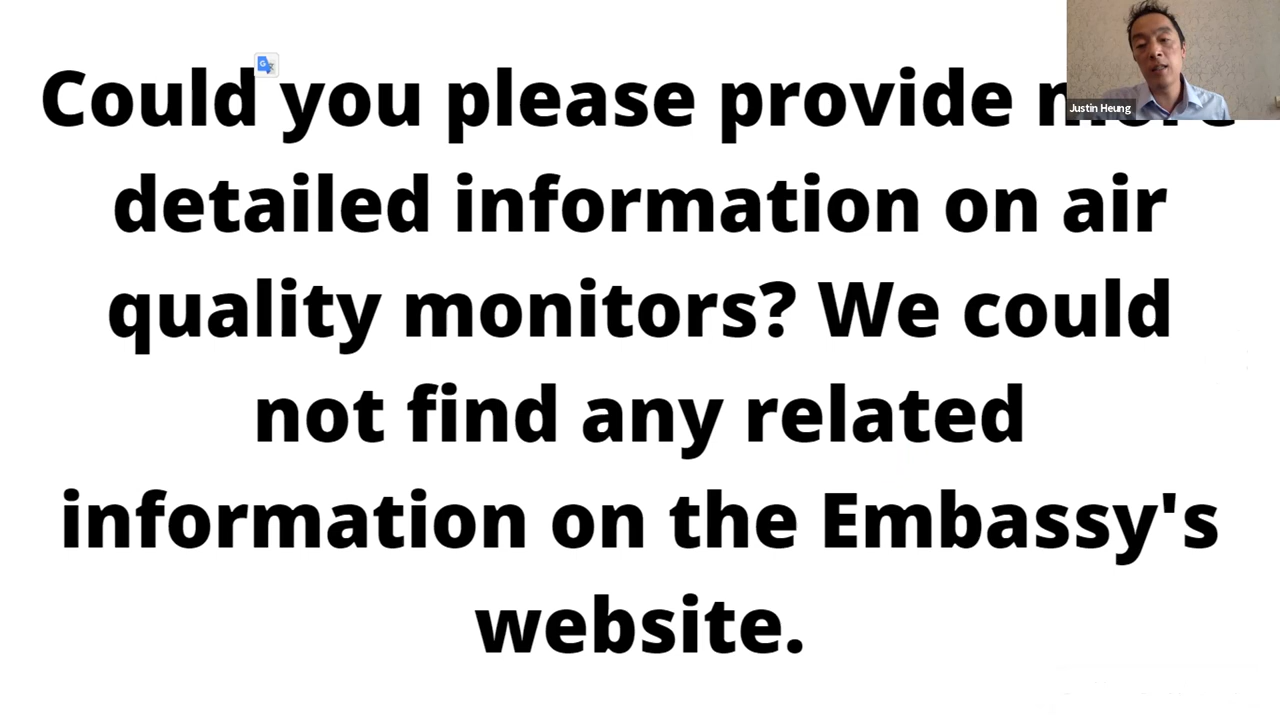 Could you please provide more
Justin Heung
detailed information on air
quality monitors? We could
not find any related
information on the Embassy's
website.